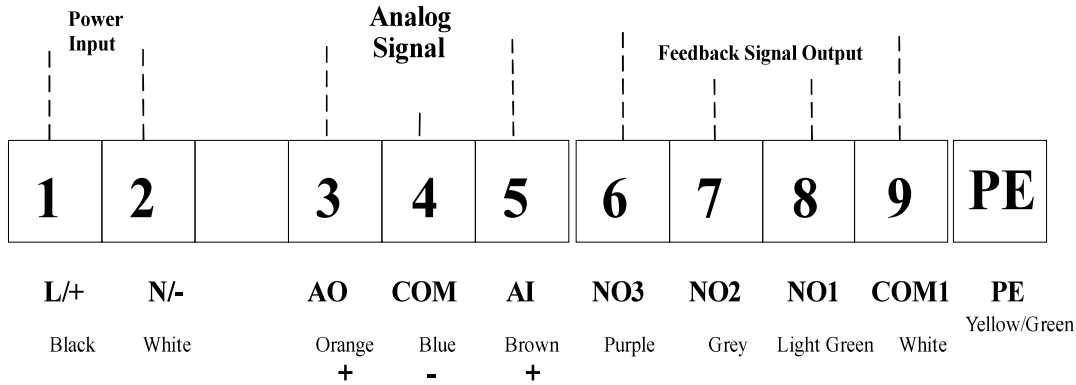 Power
Input
Analog
Signal
Feedback Signal Output
1 2 3 4 5 6 7 8 9 PE
L/+ N/- AO COM AI NO3 NO2 NO1 COM1 PE
Black White Orange Blue Brown Purple Grey Light Green White Yellow/Green
+ - +